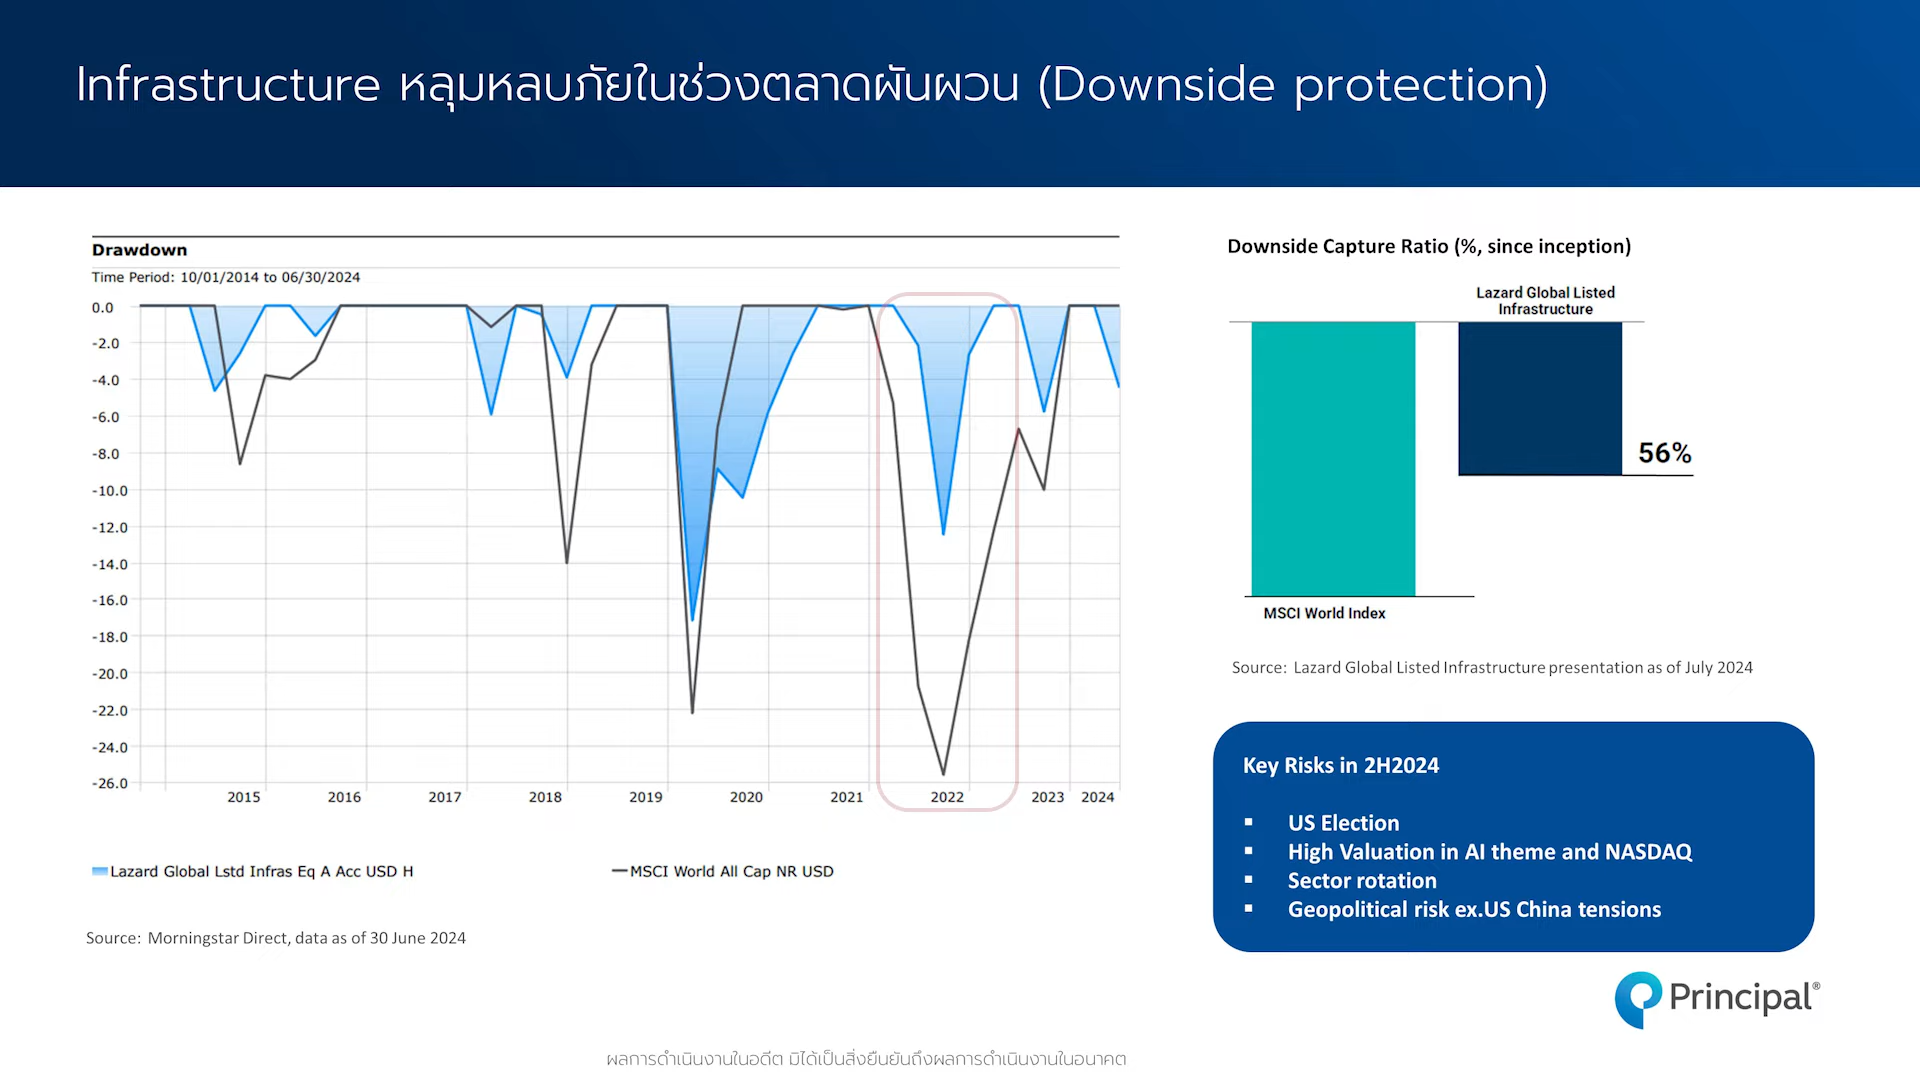 Infrastructure หลุมหลบภัยในช่วงตลาดผันผวน (Downside protection)
Drawdown
Time Period: 10/01/2014 to 06/30/2024
0.0
-2.0
-4.0
-6.0
-8.0
-10.0
-12.0
-14.0
-16.0
-18.0
-20.0
-22.0
-24.0
-26.0
2015 2016 2017 2018 2019 2020 2021 2022 2023 2024
Lazard Global Lstd Infras Eq A Acc USD H
MSCI World All Cap NR USD
Source: Morningstar Direct, data as of 30 June 2024
Downside Capture Ratio (%, since inception)
Lazard Global Listed
Infrastructure
56%
MSCI World Index
Source: Lazard Global Listed Infrastructure presentation as of July 2024
Key Risks in 2H2024
▪ US Election
▪ High Valuation in AI theme and NASDAQ
▪ Sector rotation
▪ Geopolitical risk ex.US China tensions
Principal®
ผลการดำเนินงานในอดีต มิได้เป็นสิ่งยืนยันถึงผลการดำเนินงานในอนาคต